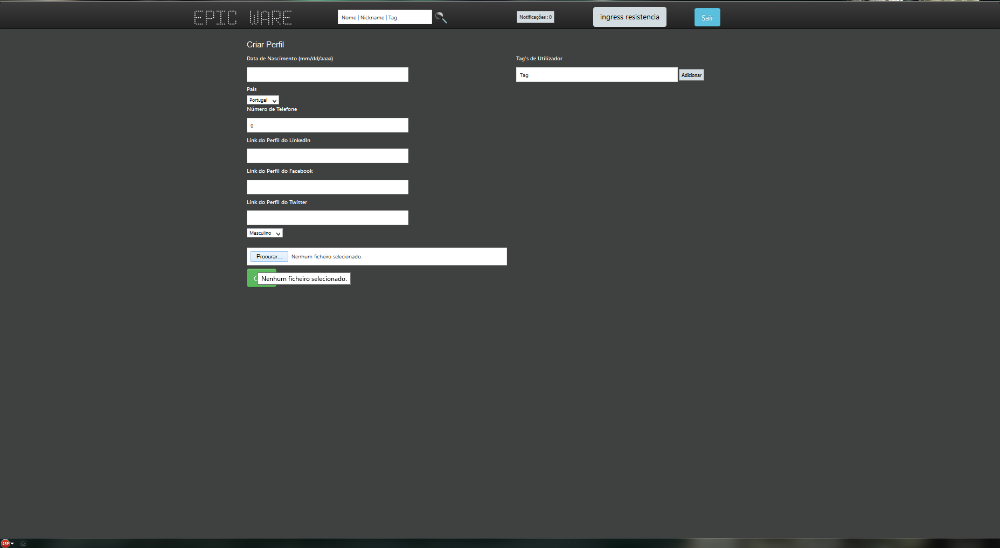 EPIC WARE
Nome | Nickname | Tag
Notificações : 0
ingress resistencia
Sair
Criar Perfil
Data de Nascimento (mm/dd/aaaa)
País
Portugal
Número de Telefone
0
Link do Perfil do LinkedIn
Link do Perfil do Facebook
Link do Perfil do Twitter
Masculino
Procurar... Nenhum ficheiro selecionado.
Nenhum ficheiro selecionado.
Tag's de Utilizador
Tag
Adicionar
ABP